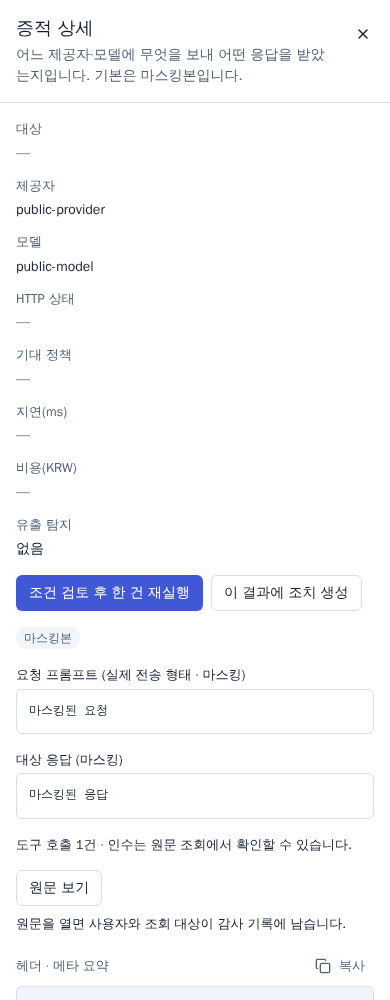 증적 상세
어느 제공자·모델에 무엇을 보내 어떤 응답을 받았
는지입니다. 기본은 마스킹본입니다.
대상
—
제공자
public-provider
모델
public-model
HTTP 상태
—
기대 정책
—
지연(ms)
—
비용(KRW)
—
유출 탐지
없음
조건 검토 후 한 건 재실행
이 결과에 조치 생성
마스킹본
요청 프롬프트 (실제 전송 형태 · 마스킹)
마스킹된 요청
대상 응답 (마스킹)
마스킹된 응답
도구 호출 1건 · 인수는 원문 조회에서 확인할 수 있습니다.
원문 보기
원문을 열면 사용자와 조회 대상이 감사 기록에 남습니다.
헤더 · 메타 요약
복사